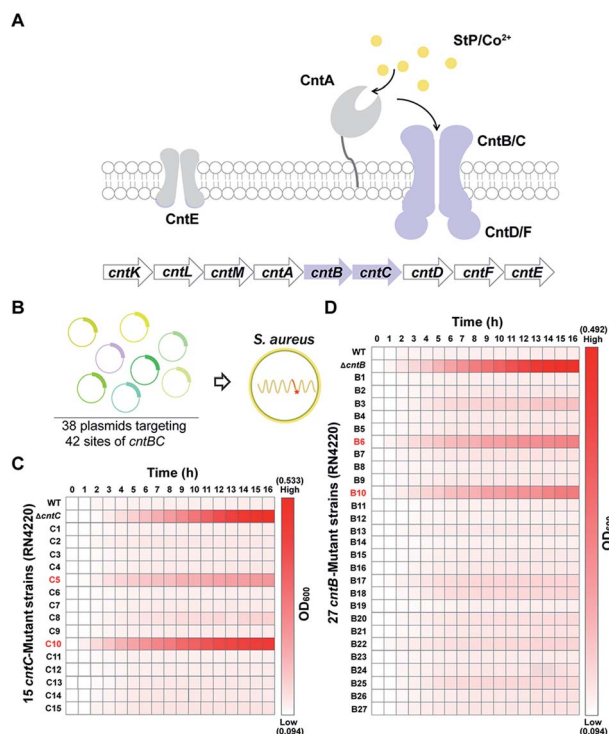 A
StP/Co2+
CntA
CntB/C
CntE
CntD/F
cntK cntL cntM cntA cntB cntC cntD cntF cntE
B
S. aureus
38 plasmids targeting
42 sites of cntBC
C
Time (h)
0 1 2 3 4 5 6 7 8 9 10 11 12 13 14 15 16
(0.533)
High
15 cntC-Mutant strains (RN4220)
WT
ΔcntC
C1
C2
C3
C4
C5
C6
C7
C8
C9
C10
C11
C12
C13
C14
C15
OD600
Low
(0.094)
D
Time (h)
0 1 2 3 4 5 6 7 8 9 10 11 12 13 14 15 16
(0.492)
High
27 cntB-Mutant strains (RN4220)
WT
ΔcntB
B1
B2
B3
B4
B5
B6
B7
B8
B9
B10
B11
B12
B13
B14
B15
B16
B17
B18
B19
B20
B21
B22
B23
B24
B25
B26
B27
OD600
Low
(0.094)